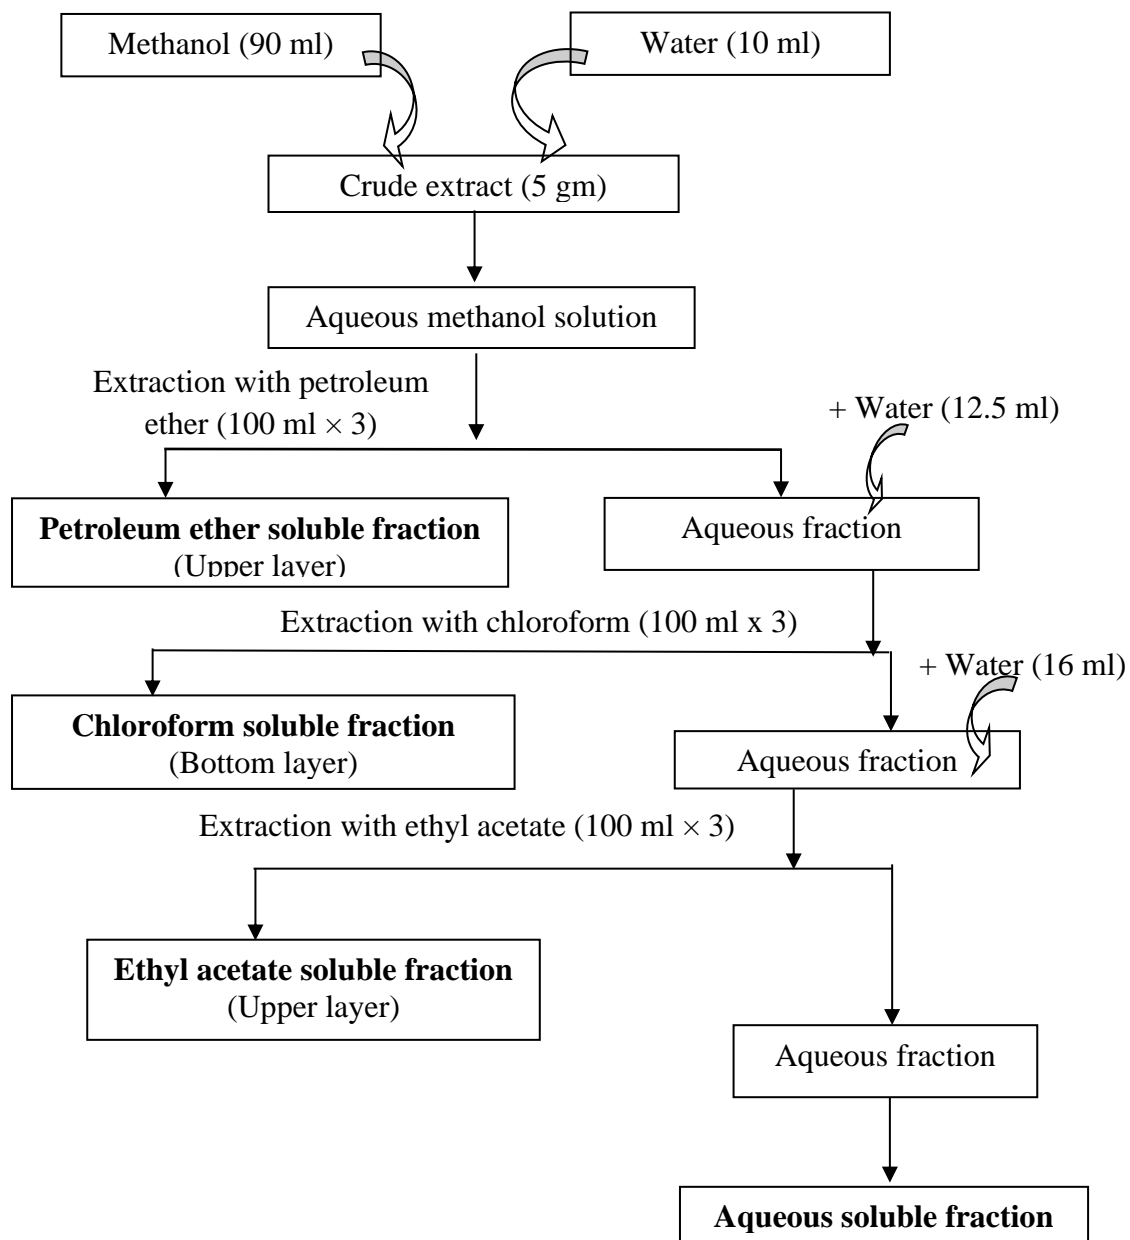 Methanol (90 ml)
Water (10 ml)
Crude extract (5 gm)
Aqueous methanol solution
Extraction with petroleum
ether (100 ml × 3)
+ Water (12.5 ml)
Petroleum ether soluble fraction
(Upper layer)
Aqueous fraction
Extraction with chloroform (100 ml x 3)
+ Water (16 ml)
Chloroform soluble fraction
(Bottom layer)
Aqueous fraction
Extraction with ethyl acetate (100 ml × 3)
Ethyl acetate soluble fraction
(Upper layer)
Aqueous fraction
Aqueous soluble fraction